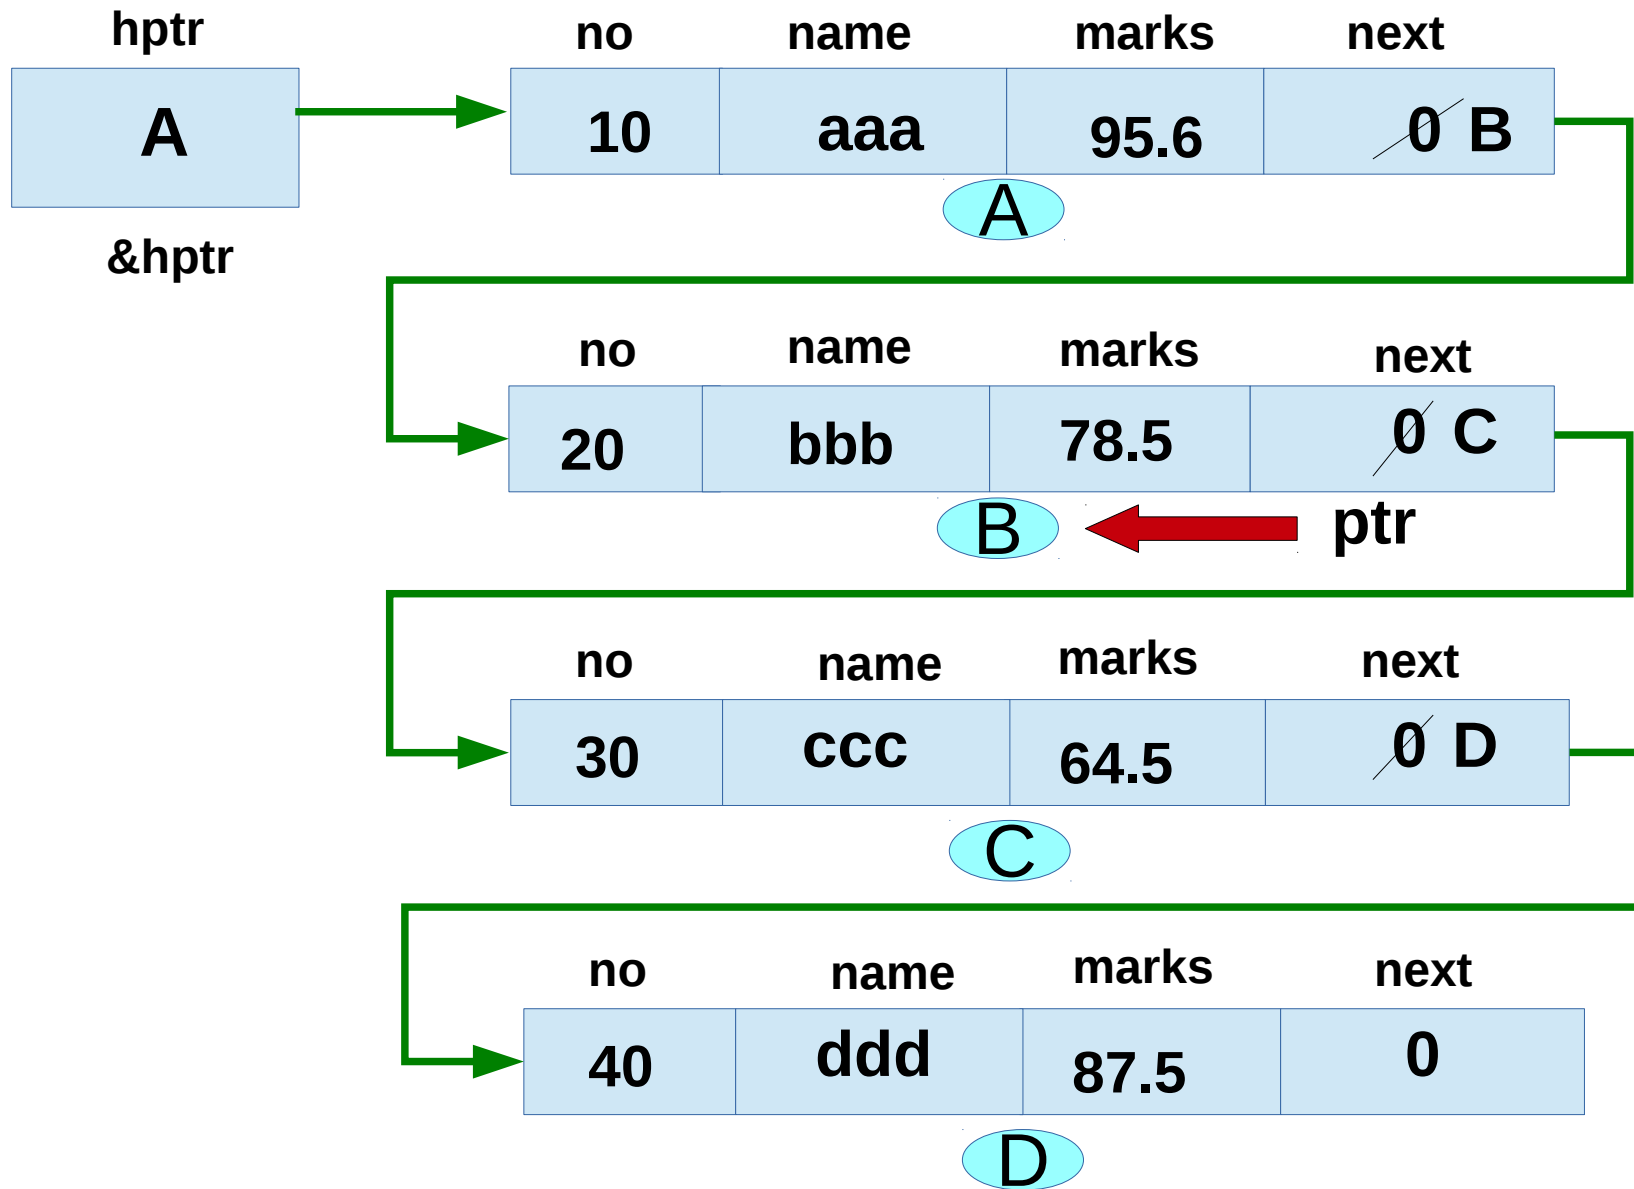 hptr no name marks next
A 10 aaa 95.6 0 B
A
&hptr
no name marks next
20 bbb 78.5 0 C
B ptr
no name marks next
30 ccc 64.5 0 D
C
no name marks next
40 ddd 87.5 0
D